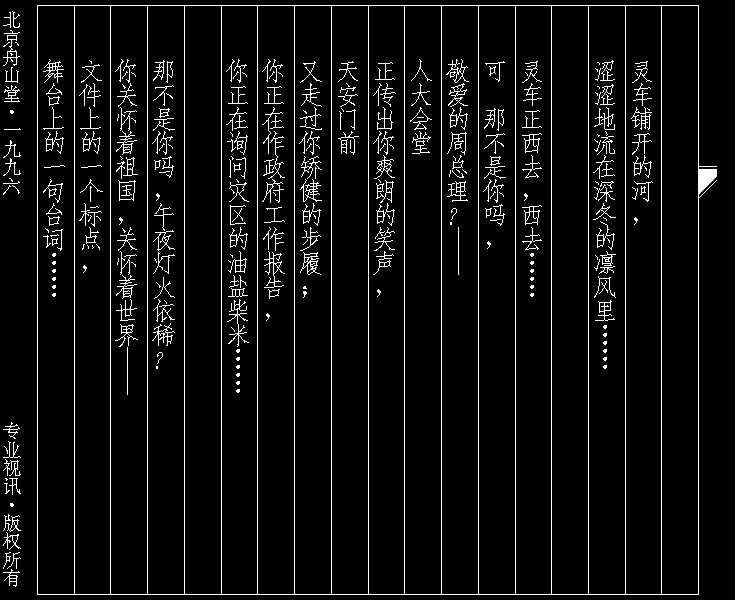 灵车铺开的河，
涩涩地流在深冬的凛风里……
灵车正西去，西去……
可　那不是你吗，
敬爱的周总理？——
人大会堂
正传出你爽朗的笑声，
天安门前
又走过你矫健的步履；
你正在作政府工作报告，
你正在询问灾区的油盐柴米……
那不是你吗，午夜灯火依稀？
你关怀着祖国，关怀着世界——
文件上的一个标点，
舞台上的一句台词……
北京舟山堂·一九九六
专业视讯·版权所有